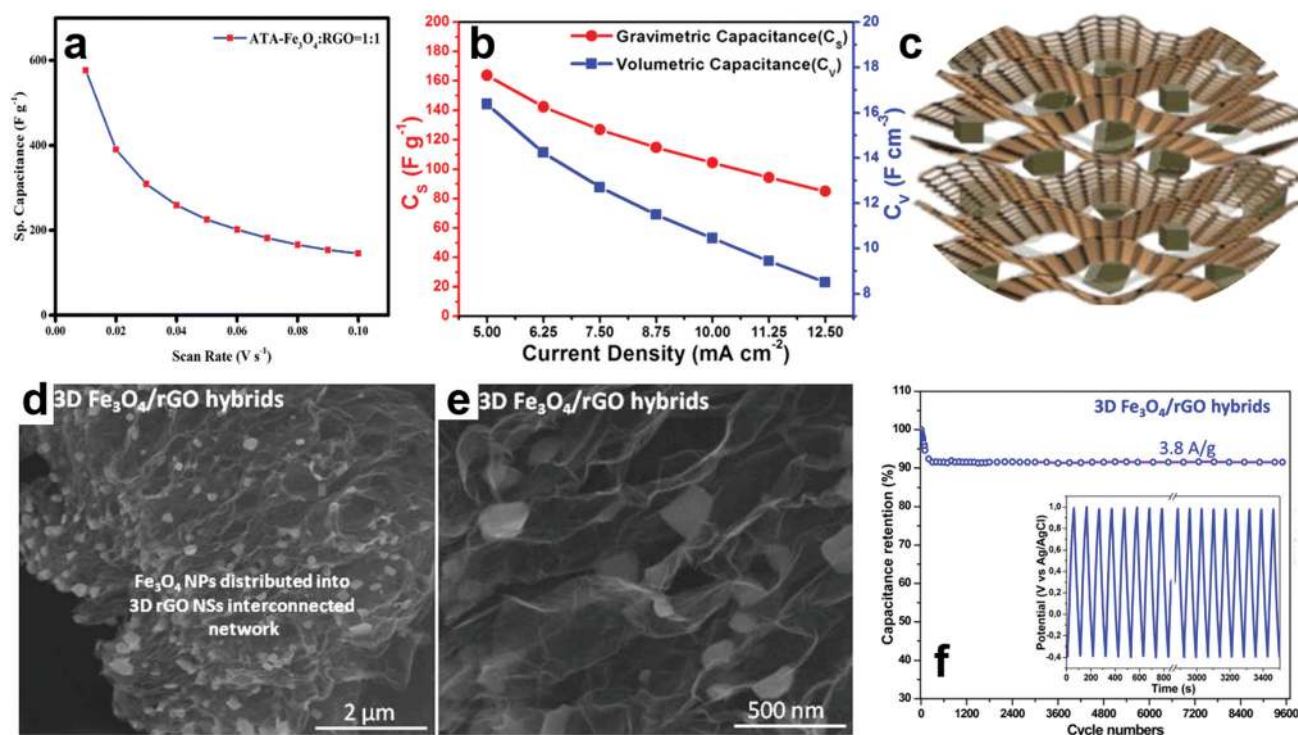 a
ATA-Fe₃O₄:RGO=1:1
600
400
200
0
0.00 0.02 0.04 0.06 0.08 0.10
Sp. Capacitance (F g⁻¹)
Scan Rate (V s⁻¹)
b
Gravimetric Capacitance(Cₛ)
Volumetric Capacitance(Cᵥ)
200
180
160
140
120
100
80
60
40
20
0
Cₛ (F g⁻¹)
20
18
16
14
12
10
8
Cᵥ (F cm⁻³)
5.00 6.25 7.50 8.75 10.00 11.25 12.50
Current Density (mA cm⁻²)
c
d
3D Fe₃O₄/rGO hybrids
Fe₃O₄ NPs distributed into
3D rGO NSs interconnected
network
2 µm
e
3D Fe₃O₄/rGO hybrids
500 nm
110
100
90
80
70
60
50
40
30
Capacitance retention (%)
3D Fe₃O₄/rGO hybrids
3.8 A/g
f
1,0
0,8
0,6
0,4
0,2
0,0
-0,4
Potential (V vs Ag/AgCl)
0 200 400 600 800 3200 3400
Time (s)
0 1200 2400 3600 4800 6000 7200 8400 9600
Cycle numbers